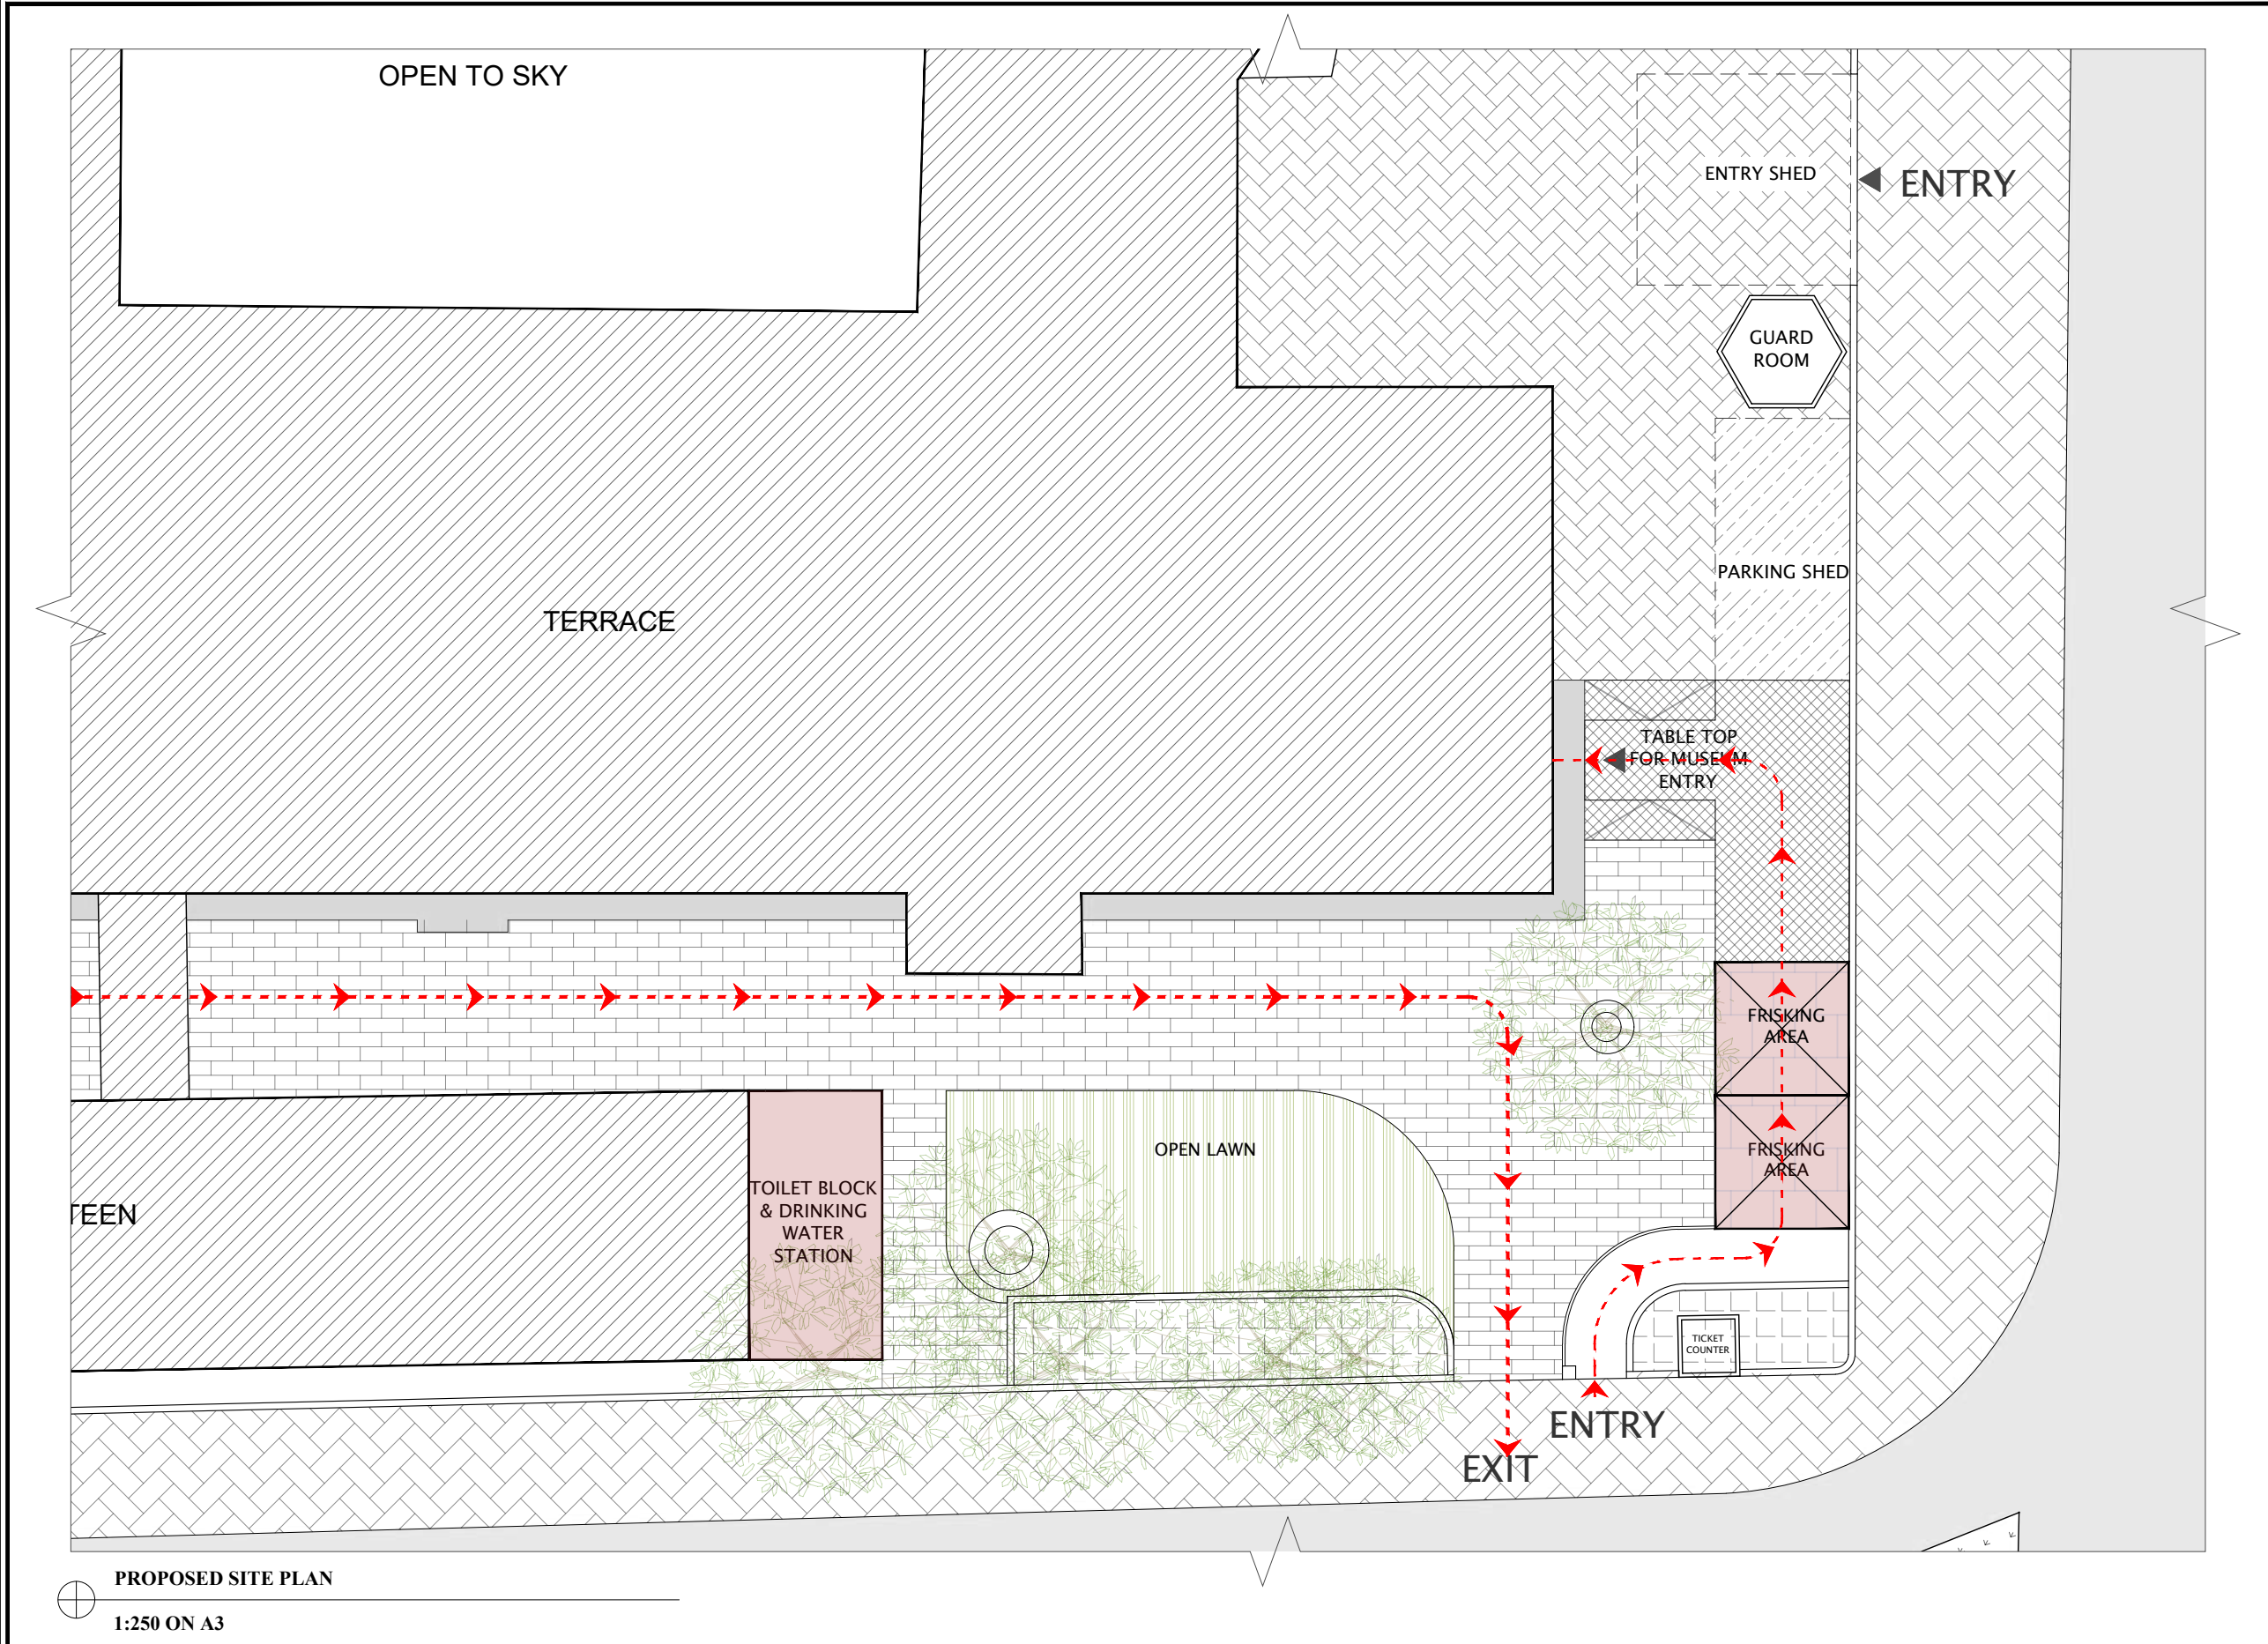 OPEN TO SKY
ENTRY SHED
ENTRY
GUARD
ROOM
PARKING SHED
TERRACE
TABLE TOP
FOR MUSEUM
ENTRY
FRISKING
AREA
FRISKING
AREA
OPEN LAWN
TOILET BLOCK
& DRINKING
WATER
STATION
TEEN
TICKET
COUNTER
ENTRY
EXIT
PROPOSED SITE PLAN
1:250 ON A3